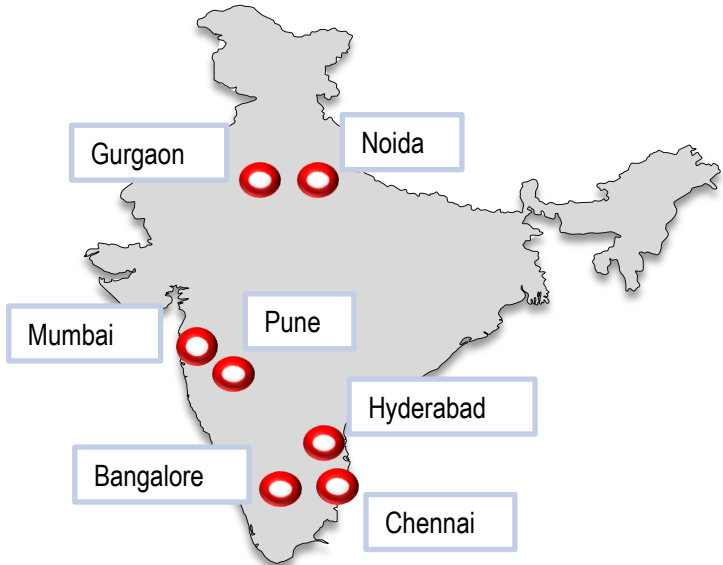 Noida
Gurgaon
Pune
Mumbai
Hyderabad
Bangalore
Chennai